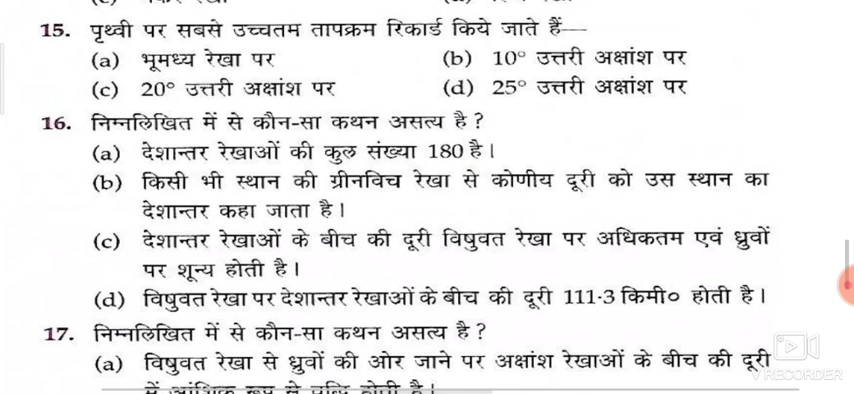 15. पृथ्वी पर सबसे उच्चतम तापक्रम रिकार्ड किये जाते हैं—
(a) भूमध्य रेखा पर (b) 10° उत्तरी अक्षांश पर
(c) 20° उत्तरी अक्षांश पर (d) 25° उत्तरी अक्षांश पर
16. निम्नलिखित में से कौन-सा कथन असत्य है ?
(a) देशान्तर रेखाओं की कुल संख्या 180 है।
(b) किसी भी स्थान की ग्रीनविच रेखा से कोणीय दूरी को उस स्थान का
देशान्तर कहा जाता है।
(c) देशान्तर रेखाओं के बीच की दूरी विषुवत रेखा पर अधिकतम एवं ध्रुवों
पर शून्य होती है।
(d) विषुवत रेखा पर देशान्तर रेखाओं के बीच की दूरी 111·3 किमी० होती है।
17. निम्नलिखित में से कौन-सा कथन असत्य है ?
(a) विषुवत रेखा से ध्रुवों की ओर जाने पर अक्षांश रेखाओं के बीच की दूरी
में आंशिक रूप से वृद्धि होती है।
V RECORDER